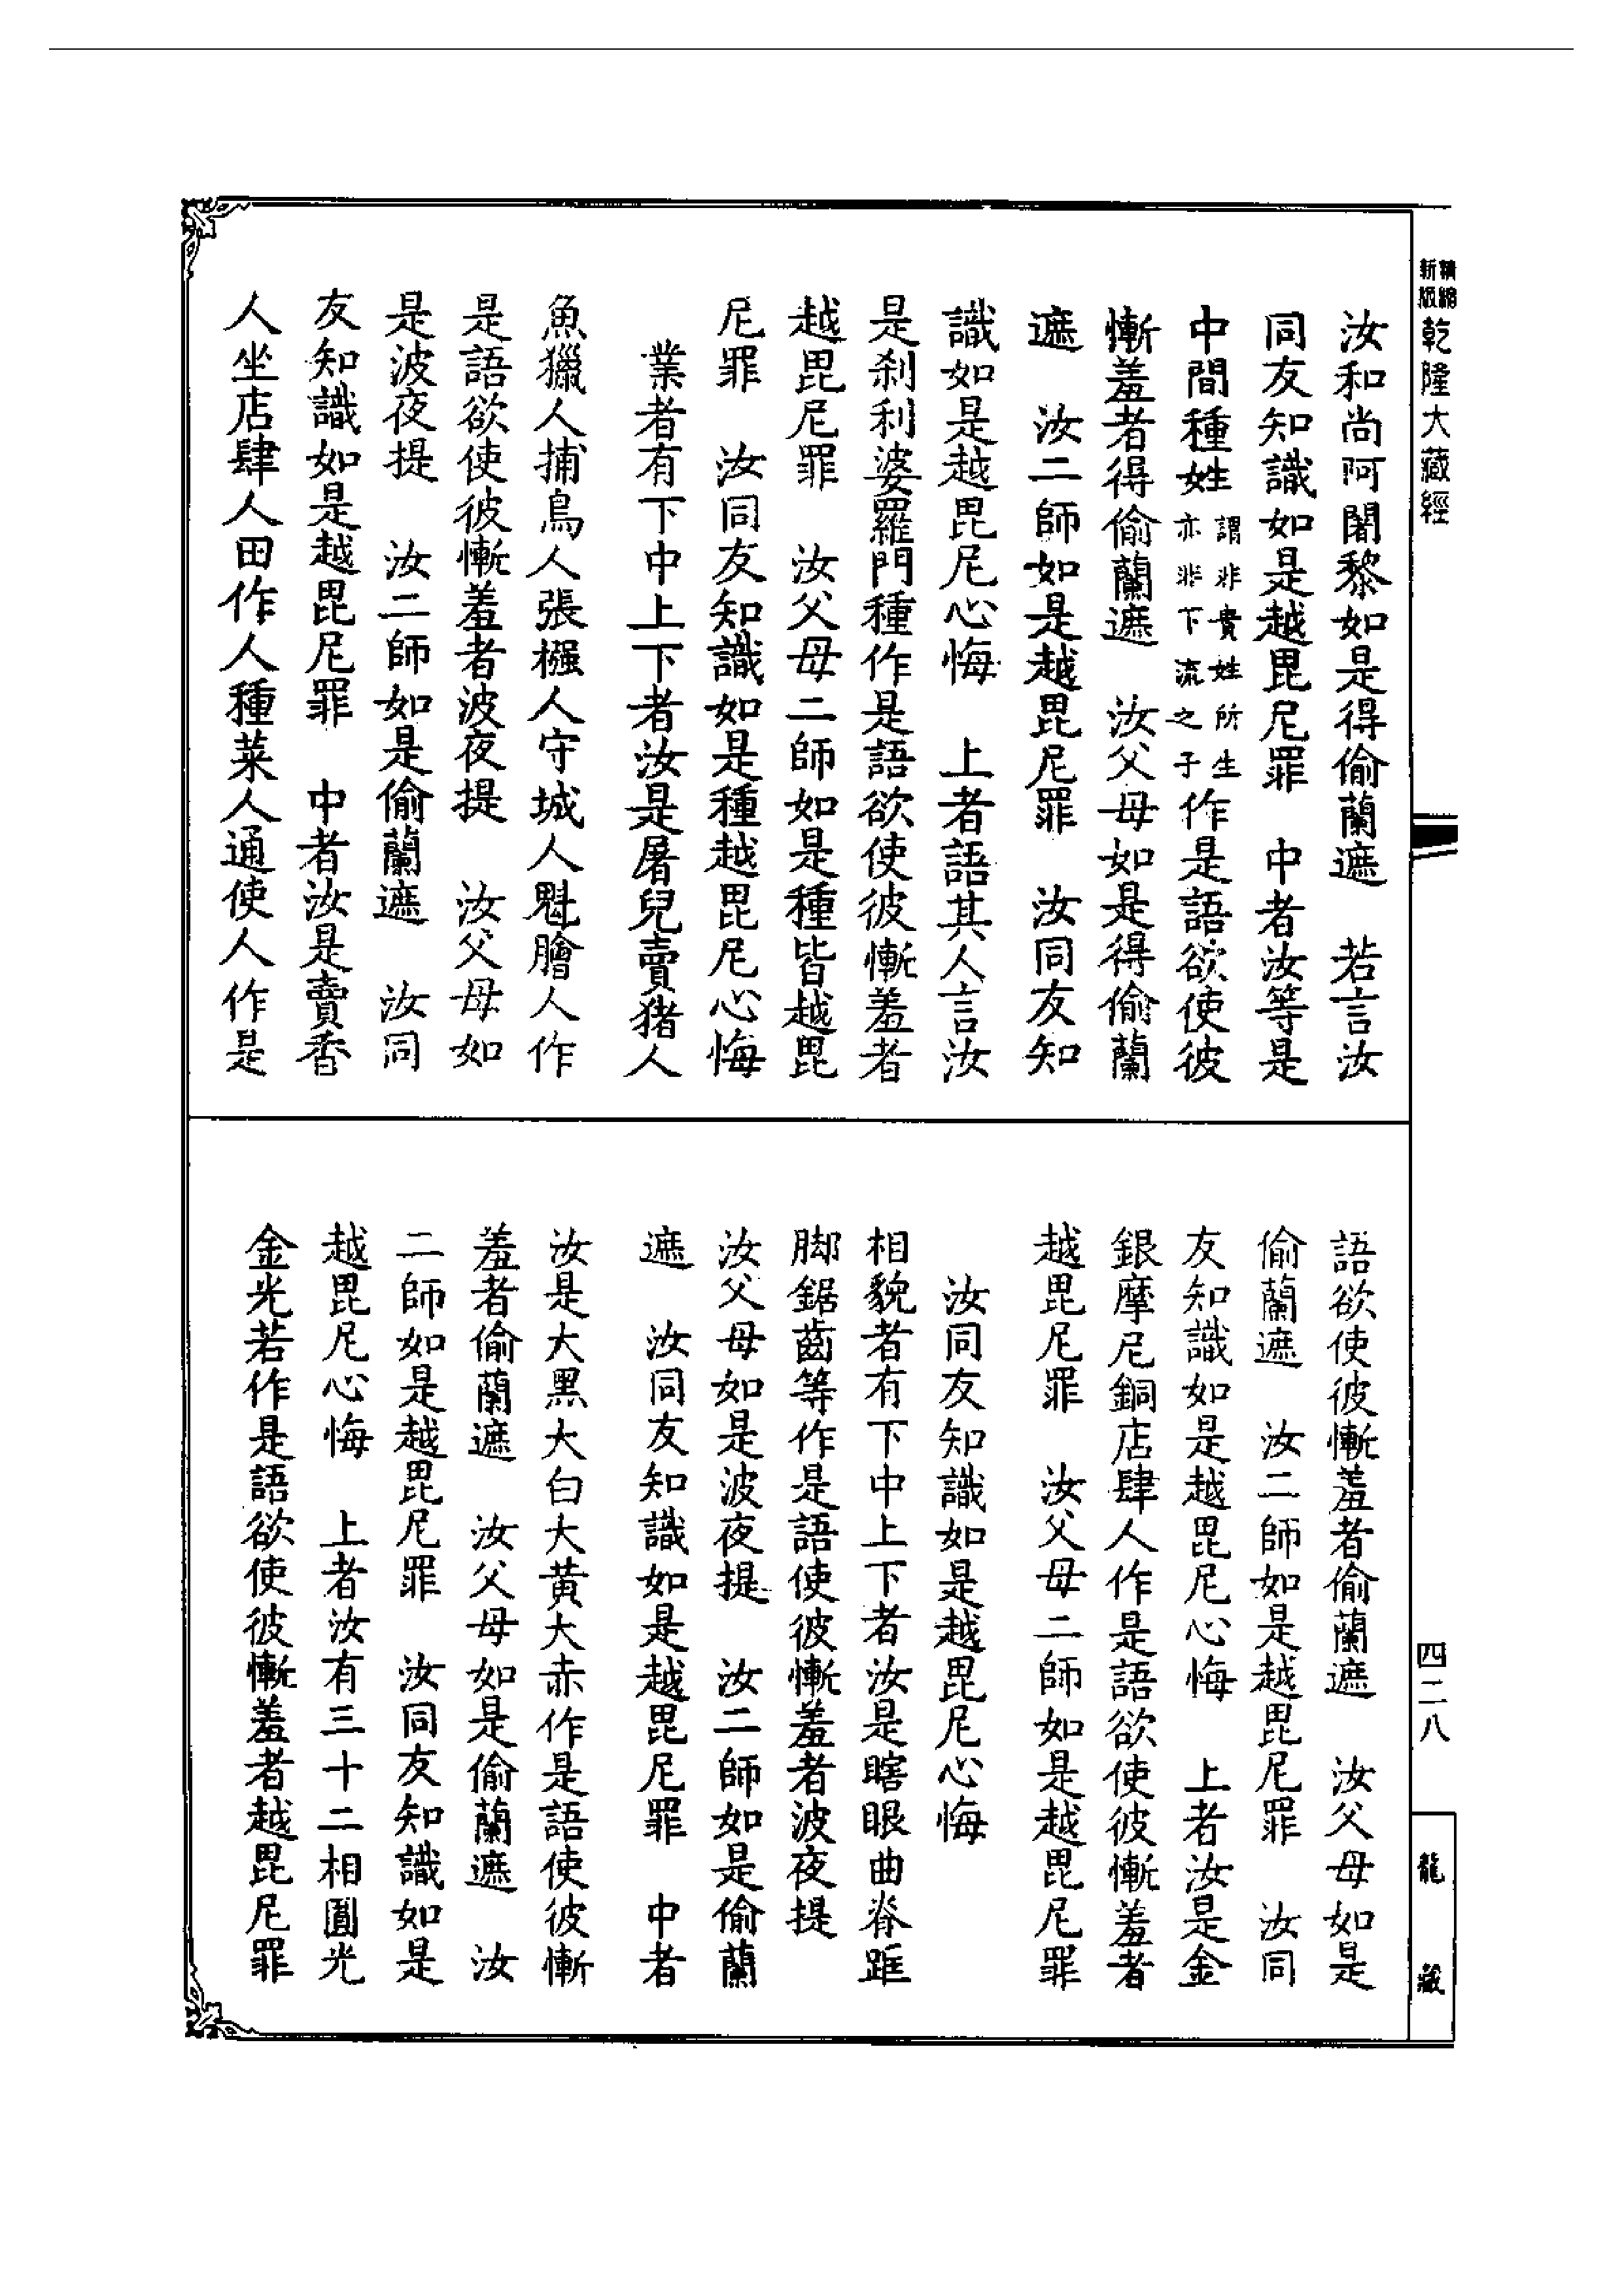 精縮新版乾隆大藏經
汝和尚阿闍黎如是得偷蘭遮　若言汝
同友知識如是越毘尼罪　中者汝等是
中間種姓謂非貴姓所生亦非下流之子作是語欲使彼
慚羞者得偷蘭遮　汝父母如是得偷蘭
遮　汝二師如是越毘尼罪　汝同友知
識如是越毘尼心悔　上者語其人言汝
是刹利婆羅門種作是語欲使彼慚羞者
越毘尼罪　汝父母二師如是種皆越毘
尼罪　汝同友知識如是種越毘尼心悔
業者有下中上下者汝是屠兒賣猪人
魚獵人捕鳥人張㯙人守城人魁膾人作
是語欲使彼慚羞者波夜提　汝父母如
是波夜提　汝二師如是偷蘭遮　汝同
友知識如是越毘尼罪　中者汝是賣香
人坐店肆人田作人種菜人通使人作是
語欲使彼慚羞者偷蘭遮　汝父母如是
偷蘭遮　汝二師如是越毘尼罪　汝同
友知識如是越毘尼心悔　上者汝是金
銀摩尼銅店肆人作是語欲使彼慚羞者
越毘尼罪　汝父母二師如是越毘尼罪
汝同友知識如是越毘尼心悔
相貌者有下中上下者汝是瞎眼曲脊跛
脚鋸齒等作是語使彼慚羞者波夜提
汝父母如是波夜提　汝二師如是偷蘭
遮　汝同友知識如是越毘尼罪　中者
汝是大黑大白大黃大赤作是語使彼慚
羞者偷蘭遮　汝父母如是偷蘭遮　汝
二師如是越毘尼罪　汝同友知識如是
越毘尼心悔　上者汝有三十二相圓光
金光若作是語欲使彼慚羞者越毘尼罪
四二八
龍藏